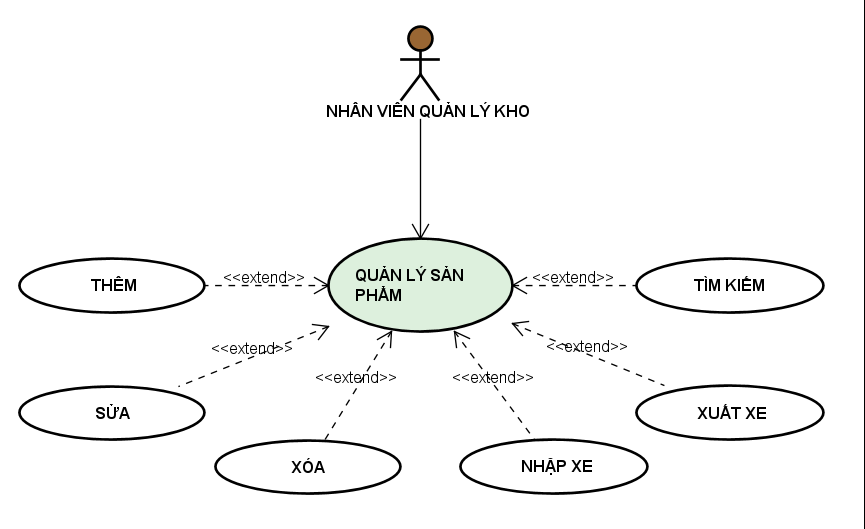 NHÂN VIÊN QUẢN LÝ KHO
THÊM
<<extend>>
QUẢN LÝ SẢN
PHẨM
<<extend>>
TÌM KIẾM
<<extend>>
<<extend>>
<<extend>>
<<extend>>
SỬA
XÓA
NHẬP XE
XUẤT XE